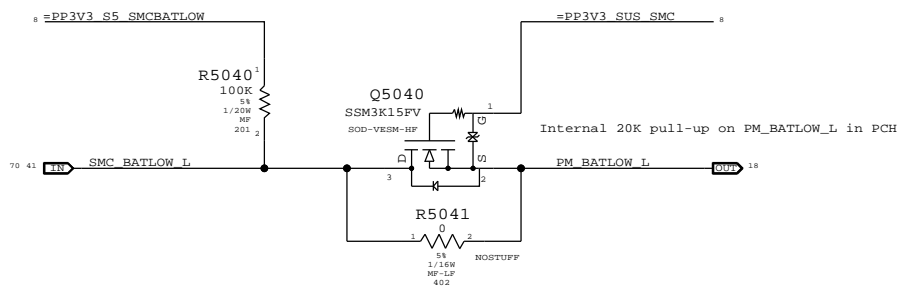 8 =PP3V3_S5_SMCBATLOW
=PP3V3_SUS_SMC 8
R5040 1
100K
5%
1/20W
MF
201
2
Q5040
SSM3K15FV
SOD-VESM-HF
1
G
D
S
3
2
Internal 20K pull-up on PM_BATLOW_L in PCH
70 41 IN SMC_BATLOW_L
PM_BATLOW_L OUT 18
R5041
0
1 2
5%
1/16W
MF-LF
402
NOSTUFF